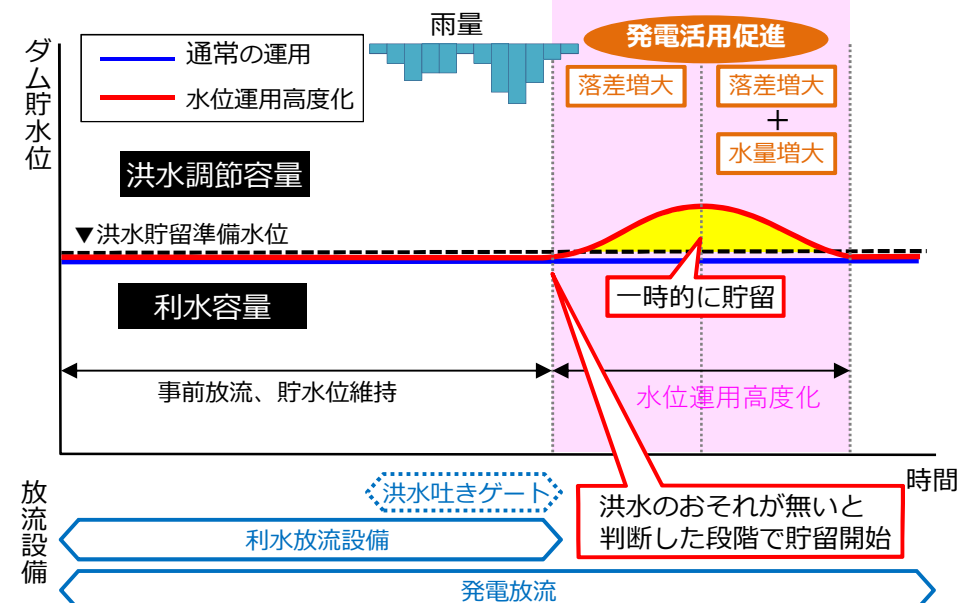 ダム貯水位
通常の運用
水位運用高度化
雨量
発電活用促進
落差増大
落差増大
＋
水量増大
洪水調節容量
▼洪水貯留準備水位
利水容量
一時的に貯留
事前放流、貯水位維持
水位運用高度化
時間
放流設備
洪水吐きゲート
利水放流設備
発電放流
洪水のおそれが無いと
判断した段階で貯留開始